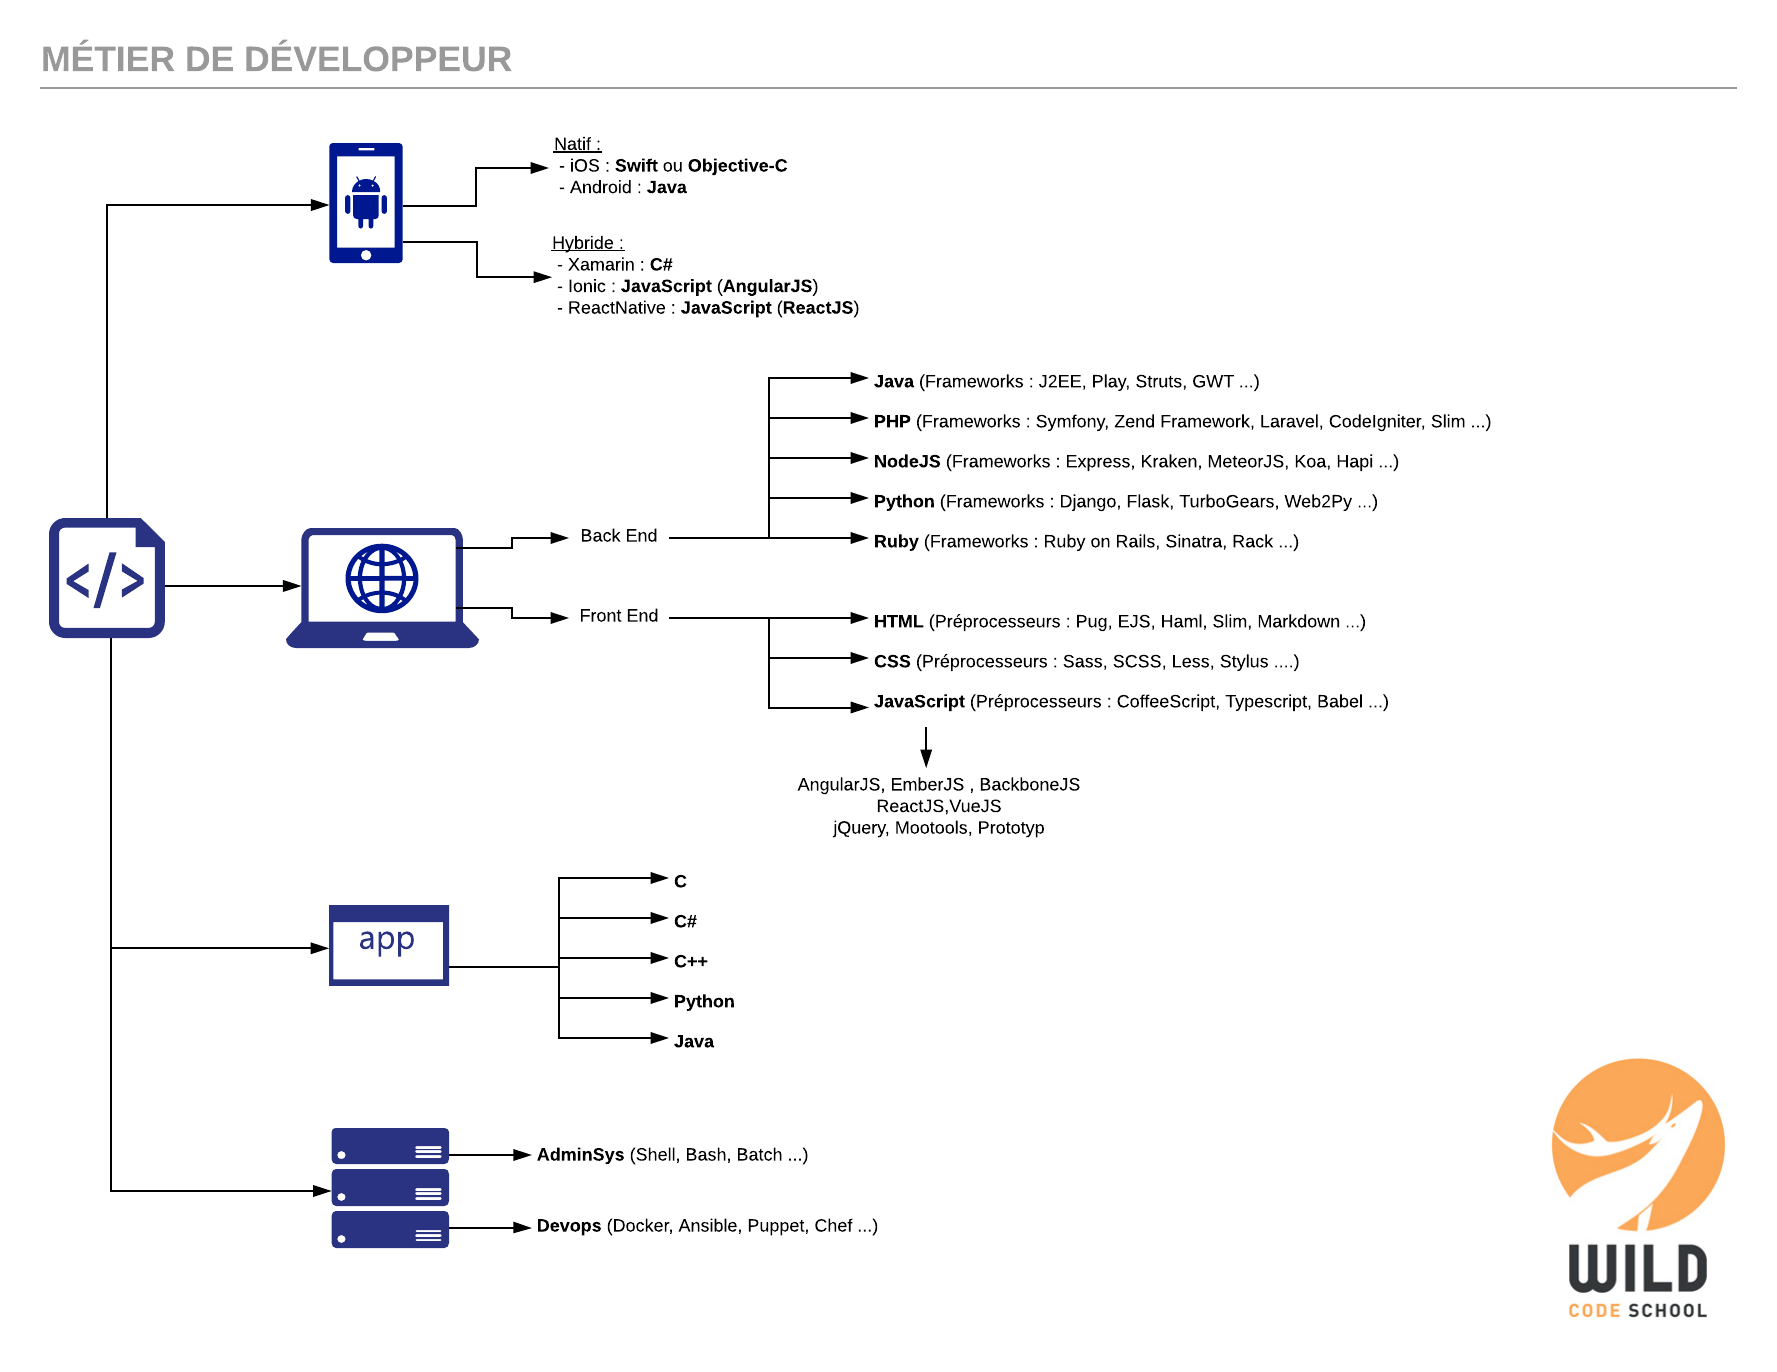 MÉTIER DE DÉVELOPPEUR
Natif :
- iOS : Swift ou Objective-C
- Android : Java
Hybride :
- Xamarin : C#
- Ionic : JavaScript (AngularJS)
- ReactNative : JavaScript (ReactJS)
Java (Frameworks : J2EE, Play, Struts, GWT ...)
PHP (Frameworks : Symfony, Zend Framework, Laravel, CodeIgniter, Slim ...)
NodeJS (Frameworks : Express, Kraken, MeteorJS, Koa, Hapi ...)
Python (Frameworks : Django, Flask, TurboGears, Web2Py ...)
Back End
Ruby (Frameworks : Ruby on Rails, Sinatra, Rack ...)
</>
Front End
HTML (Préprocesseurs : Pug, EJS, Haml, Slim, Markdown ...)
CSS (Préprocesseurs : Sass, SCSS, Less, Stylus ....)
JavaScript (Préprocesseurs : CoffeeScript, Typescript, Babel ...)
AngularJS, EmberJS , BackboneJS
ReactJS,VueJS
jQuery, Mootools, Prototyp
app
C
C#
C++
Python
Java
AdminSys (Shell, Bash, Batch ...)
Devops (Docker, Ansible, Puppet, Chef ...)
WILD
CODE SCHOOL